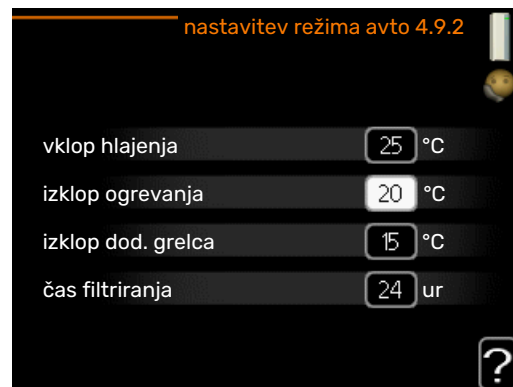 nastavitev režima avto 4.9.2
vklop hlajenja 25 °C
izklop ogrevanja 20 °C
izklop dod. grelca 15 °C
čas filtriranja 24 ur
?